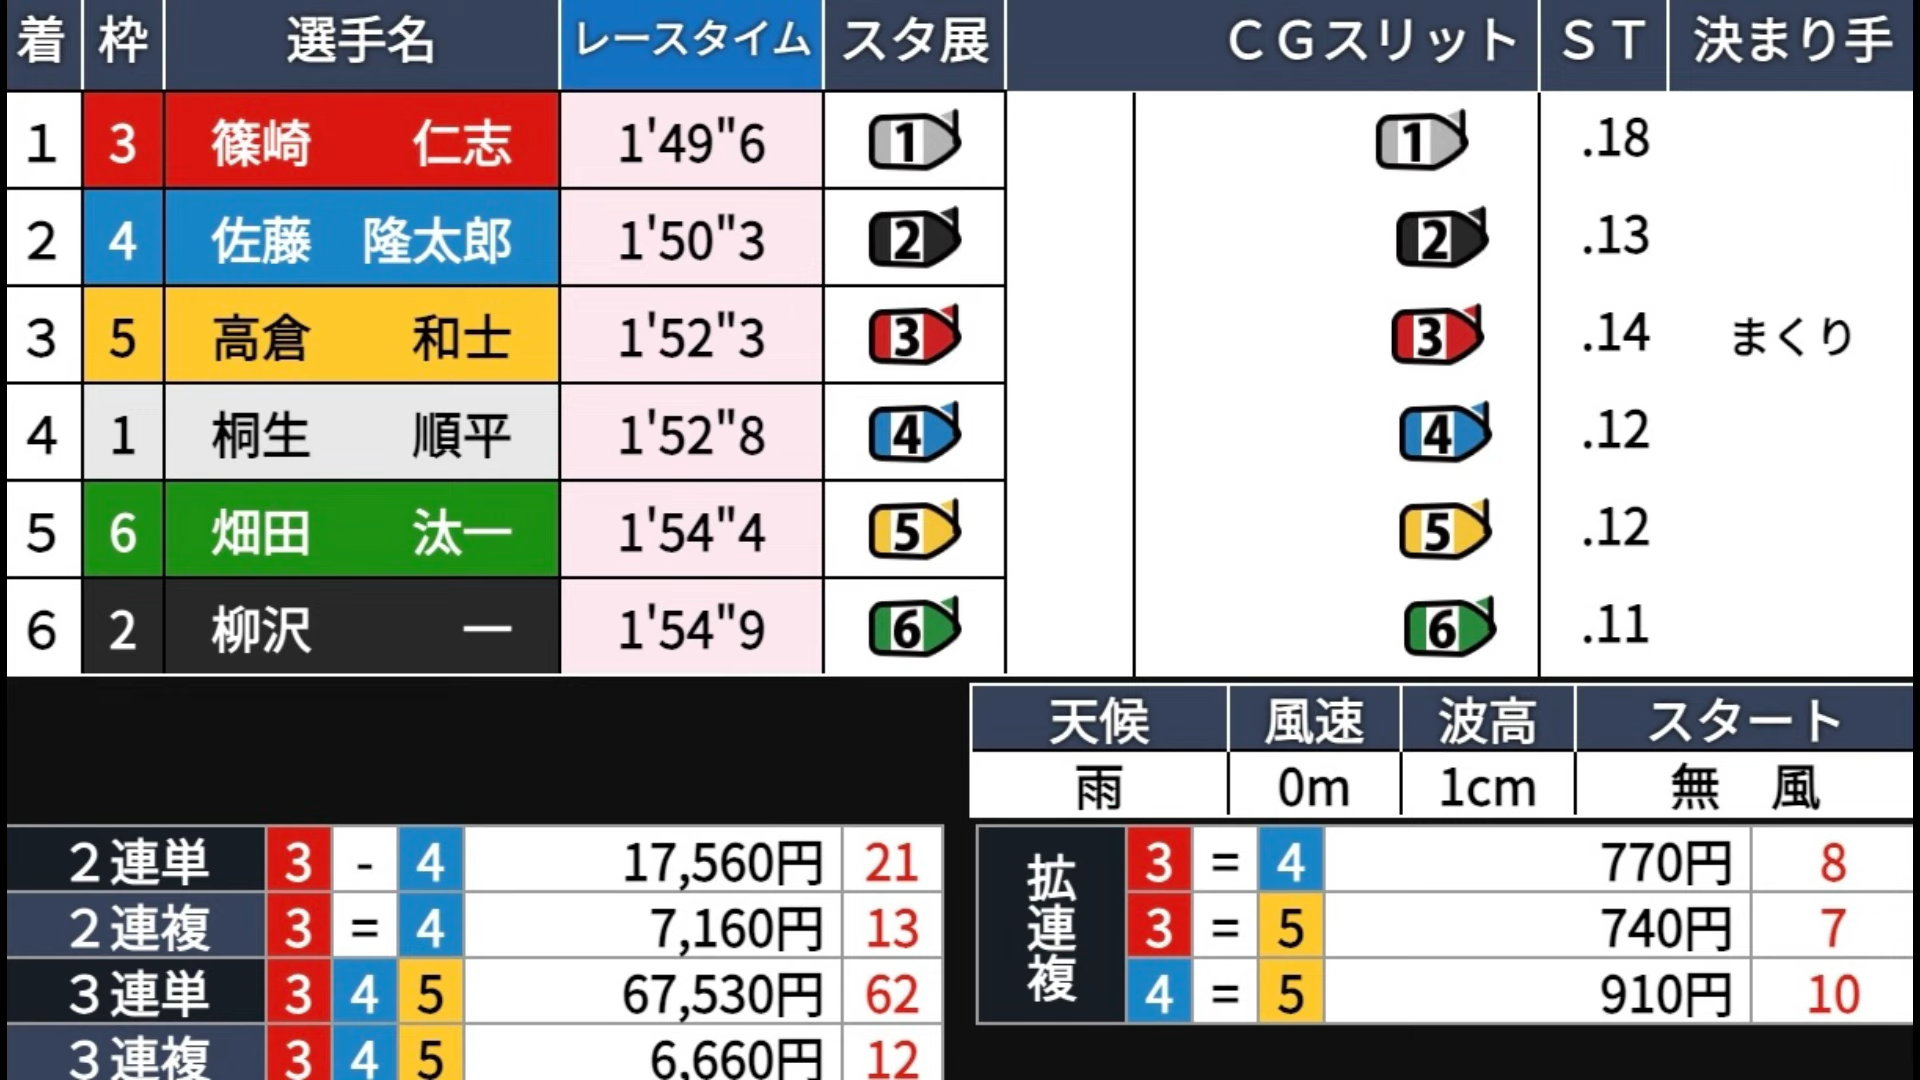 着 枠 選手名 レースタイム スタ展 ＣＧスリット ＳＴ 決まり手
1 3 篠崎 仁志 1'49"6 1 1 .18
2 4 佐藤 隆太郎 1'50"3 2 2 .13
3 5 高倉 和士 1'52"3 3 3 .14 まくり
4 1 桐生 順平 1'52"8 4 4 .12
5 6 畑田 汰一 1'54"4 5 5 .12
6 2 柳沢 一 1'54"9 6 6 .11
天候 風速 波高 スタート
雨 0m 1cm 無 風
２連単 3 - 4 17,560円 21
２連複 3 = 4 7,160円 13
３連単 3 4 5 67,530円 62
３連複 3 4 5 6,660円 12
拡連複
3 = 4 770円 8
3 = 5 740円 7
4 = 5 910円 10